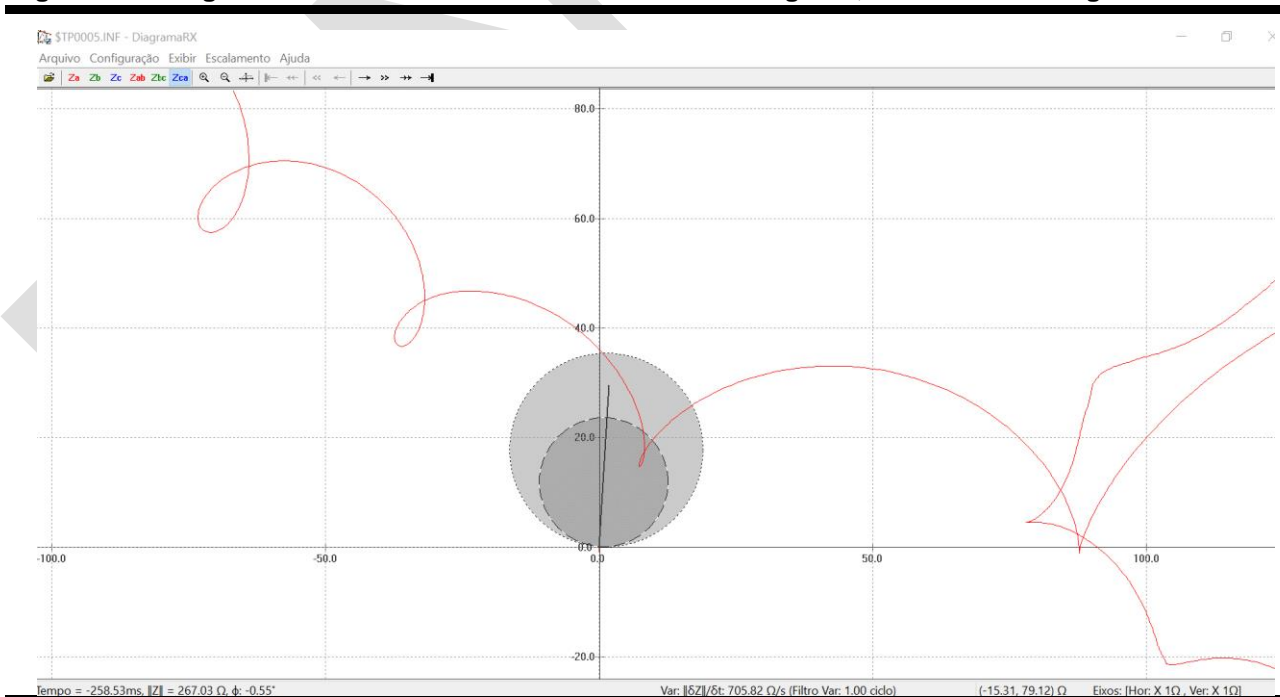 $TP0005.INF - DiagramaRX
Arquivo Configuração Exibir Escalamento Ajuda
Za Zb Zc Zab Zbc Zca
80.0
60.0
40.0
20.0
0.0
-100.0 -50.0 0.0 50.0 100.0
-20.0
Tempo = -258.53ms, ‖Z‖ = 267.03 Ω, ϕ: -0.55° Var: ‖δZ‖/δt: 705.82 Ω/s (Filtro Var: 1.00 ciclo) (-15.31, 79.12) Ω Eixos: [Hor: X 1Ω , Ver: X 1Ω]